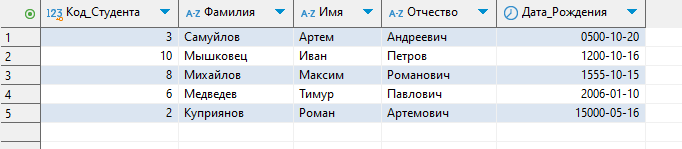 123 Код_Студента A-Z Фамилия A-Z Имя A-Z Отчество Дата_Рождения
1 3 Самуйлов Артем Андреевич 0500-10-20
2 10 Мышковец Иван Петров 1200-10-16
3 8 Михайлов Максим Романович 1555-10-15
4 6 Медведев Тимур Павлович 2006-01-10
5 2 Куприянов Роман Артемович 15000-05-16